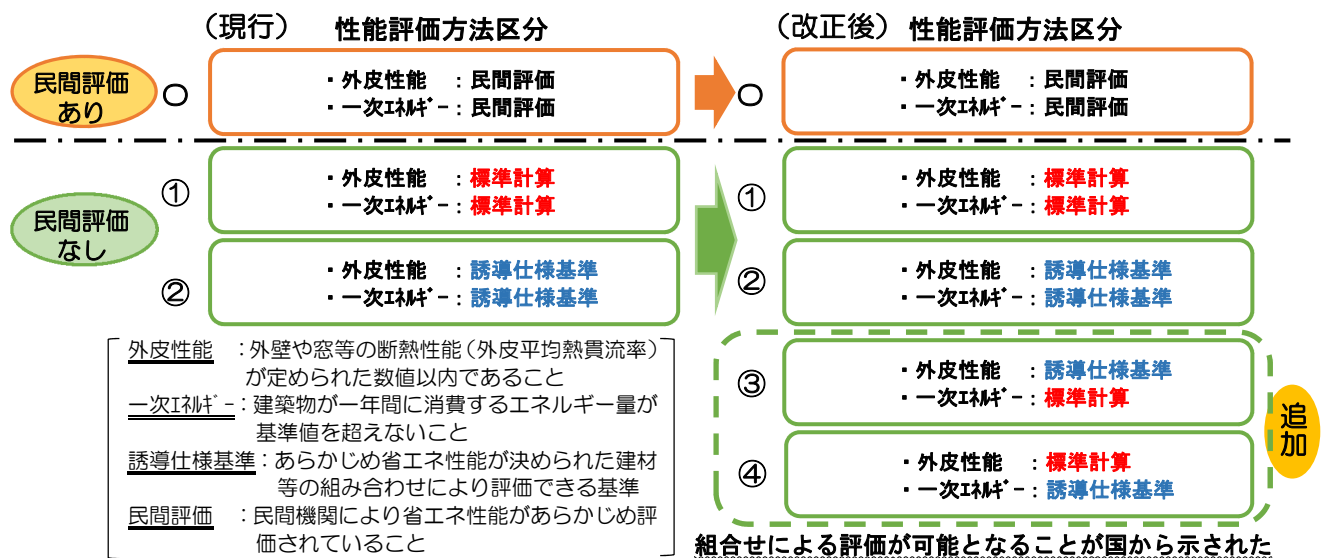 （現行） 性能評価方法区分
民間評価
あり
○
・外皮性能 ：民間評価
・一次ｴﾈﾙｷﾞｰ：民間評価
民間評価
なし
①
・外皮性能 ：標準計算
・一次ｴﾈﾙｷﾞｰ：標準計算
②
・外皮性能 ：誘導仕様基準
・一次ｴﾈﾙｷﾞｰ：誘導仕様基準
外皮性能 ：外壁や窓等の断熱性能（外皮平均熱貫流率）
が定められた数値以内であること
一次ｴﾈﾙｷﾞｰ：建築物が一年間に消費するエネルギー量が
基準値を超えないこと
誘導仕様基準：あらかじめ省エネ性能が決められた建材
等の組み合わせにより評価できる基準
民間評価 ：民間機関により省エネ性能があらかじめ評
価されていること
（改正後） 性能評価方法区分
○
・外皮性能 ：民間評価
・一次ｴﾈﾙｷﾞｰ：民間評価
①
・外皮性能 ：標準計算
・一次ｴﾈﾙｷﾞｰ：標準計算
②
・外皮性能 ：誘導仕様基準
・一次ｴﾈﾙｷﾞｰ：誘導仕様基準
③
・外皮性能 ：誘導仕様基準
・一次ｴﾈﾙｷﾞｰ：標準計算
④
・外皮性能 ：標準計算
・一次ｴﾈﾙｷﾞｰ：誘導仕様基準
追加
組合せによる評価が可能となることが国から示された